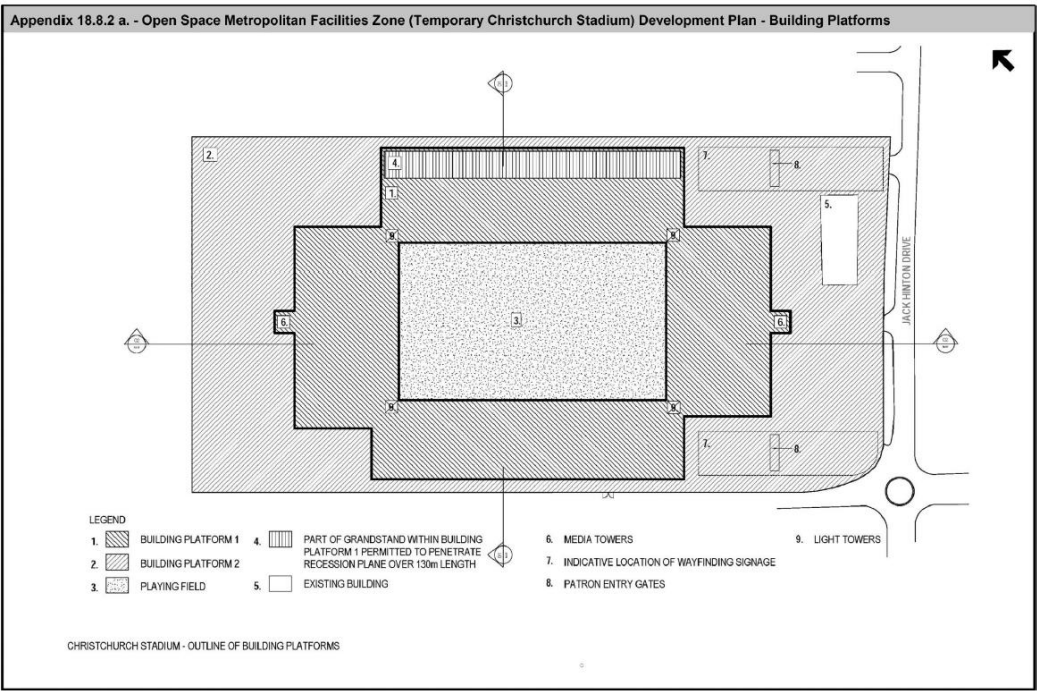 Appendix 18.8.2 a. - Open Space Metropolitan Facilities Zone (Temporary Christchurch Stadium) Development Plan - Building Platforms
2.
4.
7.
8.
1.
5.
9.
9.
JACK HINTON DRIVE
6.
3.
6.
9.
9.
7.
8.
LEGEND
1. BUILDING PLATFORM 1
2. BUILDING PLATFORM 2
3. PLAYING FIELD
4. PART OF GRANDSTAND WITHIN BUILDING
PLATFORM 1 PERMITTED TO PENETRATE
RECESSION PLANE OVER 130m LENGTH
5. EXISTING BUILDING
6. MEDIA TOWERS
7. INDICATIVE LOCATION OF WAYFINDING SIGNAGE
8. PATRON ENTRY GATES
9. LIGHT TOWERS
CHRISTCHURCH STADIUM - OUTLINE OF BUILDING PLATFORMS